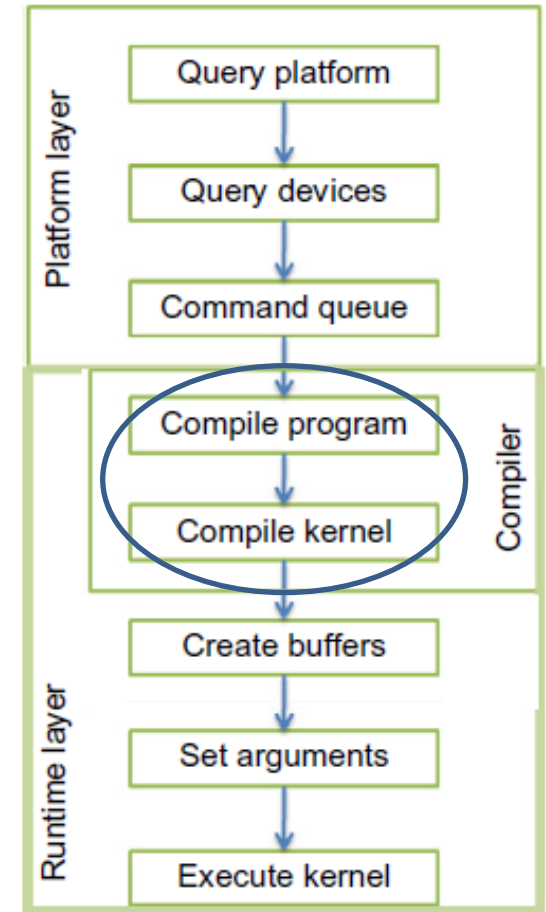 Platform layer
Query platform
Query devices
Command queue
Compiler
Compile program
Compile kernel
Runtime layer
Create buffers
Set arguments
Execute kernel